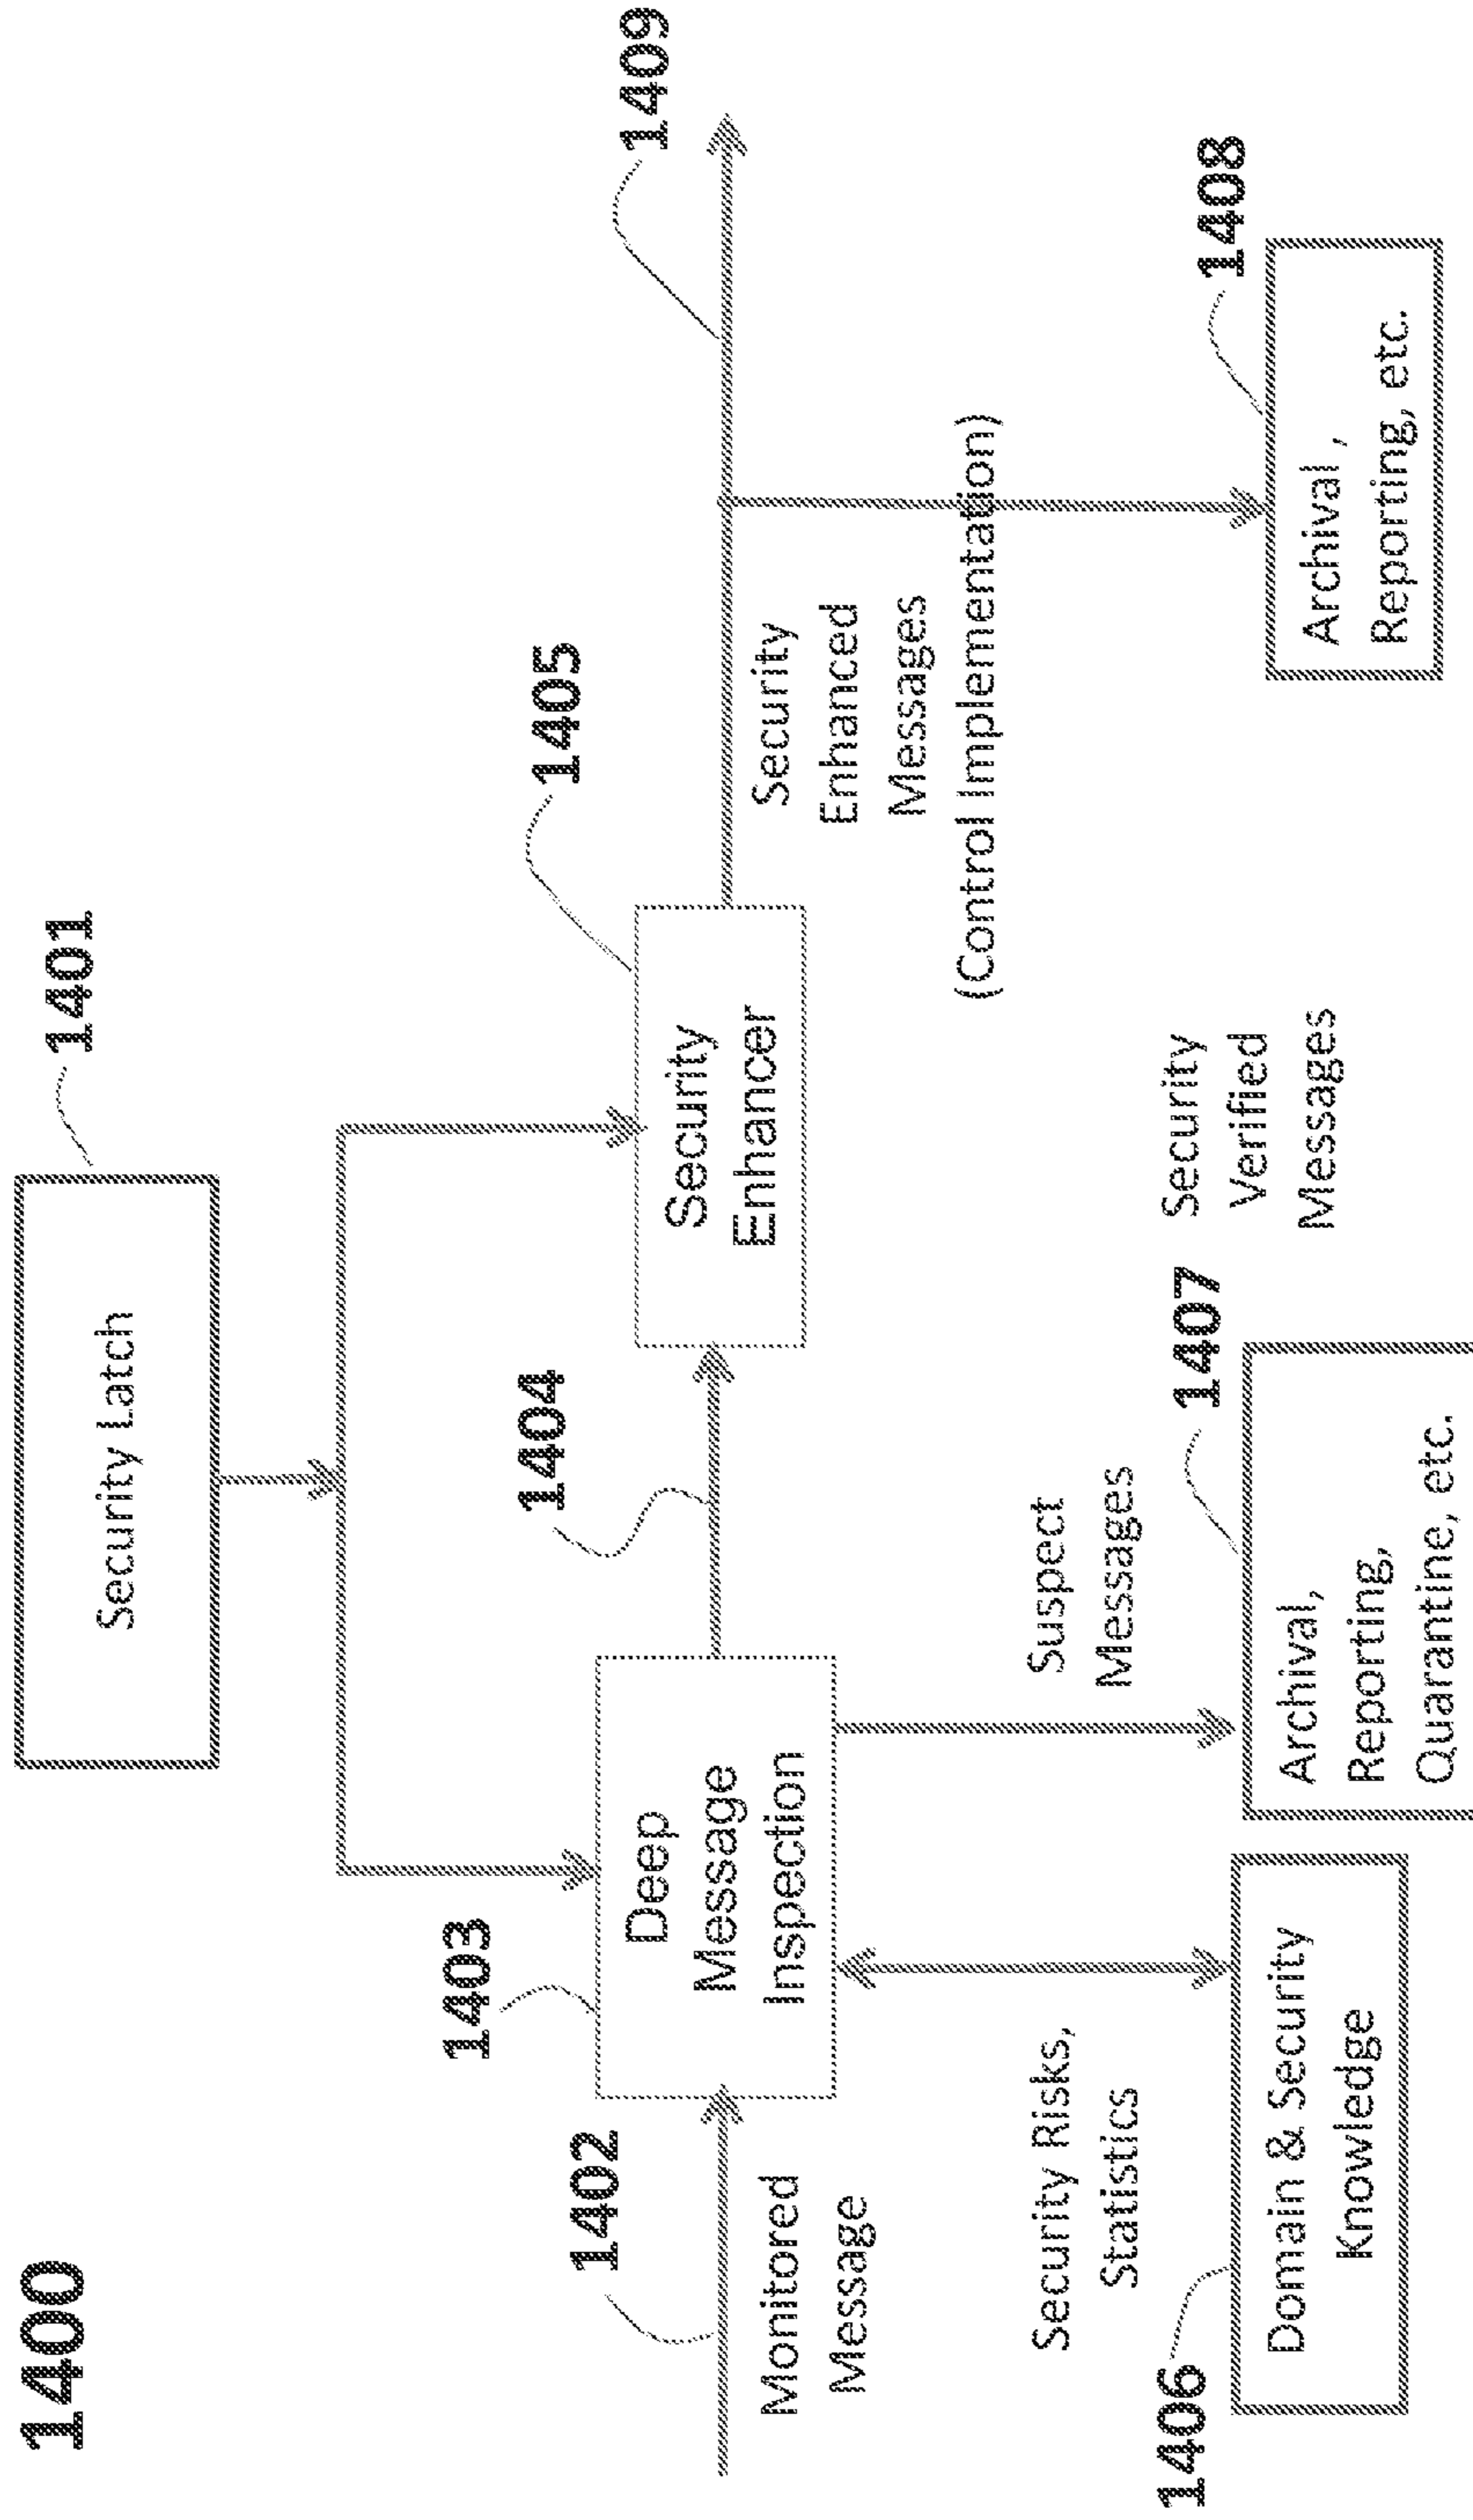 1400
1401
Security Latch
1409
1405
1404
1403
1402
Security
Enhancer
Deep
Message
Inspection
Monitored
Message
Security
Enhanced
Messages
(Control Implementation)
Security Risks,
Statistics
Suspect
Messages
Security
Verified
Messages
1406
1407
1408
Domain & Security
Knowledge
Archival,
Reporting,
Quarantine, etc.
Archival ,
Reporting, etc.